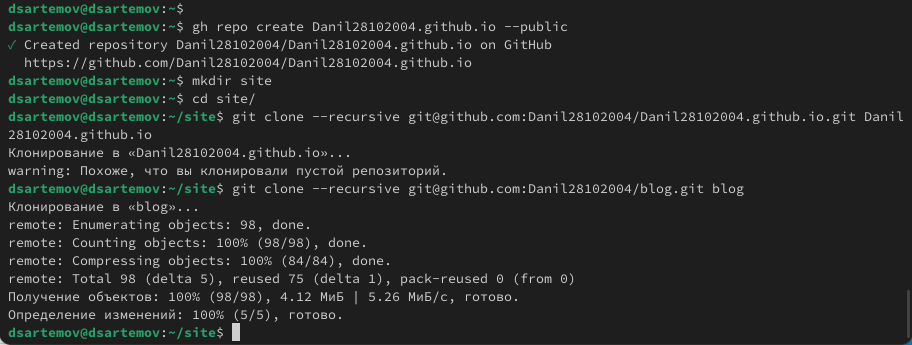 dsartemov@dsartemov:~$
dsartemov@dsartemov:~$ gh repo create Danil28102004.github.io --public
✓ Created repository Danil28102004/Danil28102004.github.io on GitHub
  https://github.com/Danil28102004/Danil28102004.github.io
dsartemov@dsartemov:~$ mkdir site
dsartemov@dsartemov:~$ cd site/
dsartemov@dsartemov:~/site$ git clone --recursive git@github.com:Danil28102004/Danil28102004.github.io.git Danil
28102004.github.io
Клонирование в «Danil28102004.github.io»...
warning: Похоже, что вы клонировали пустой репозиторий.
dsartemov@dsartemov:~/site$ git clone --recursive git@github.com:Danil28102004/blog.git blog
Клонирование в «blog»...
remote: Enumerating objects: 98, done.
remote: Counting objects: 100% (98/98), done.
remote: Compressing objects: 100% (84/84), done.
remote: Total 98 (delta 5), reused 75 (delta 1), pack-reused 0 (from 0)
Получение объектов: 100% (98/98), 4.12 МиБ | 5.26 МиБ/с, готово.
Определение изменений: 100% (5/5), готово.
dsartemov@dsartemov:~/site$